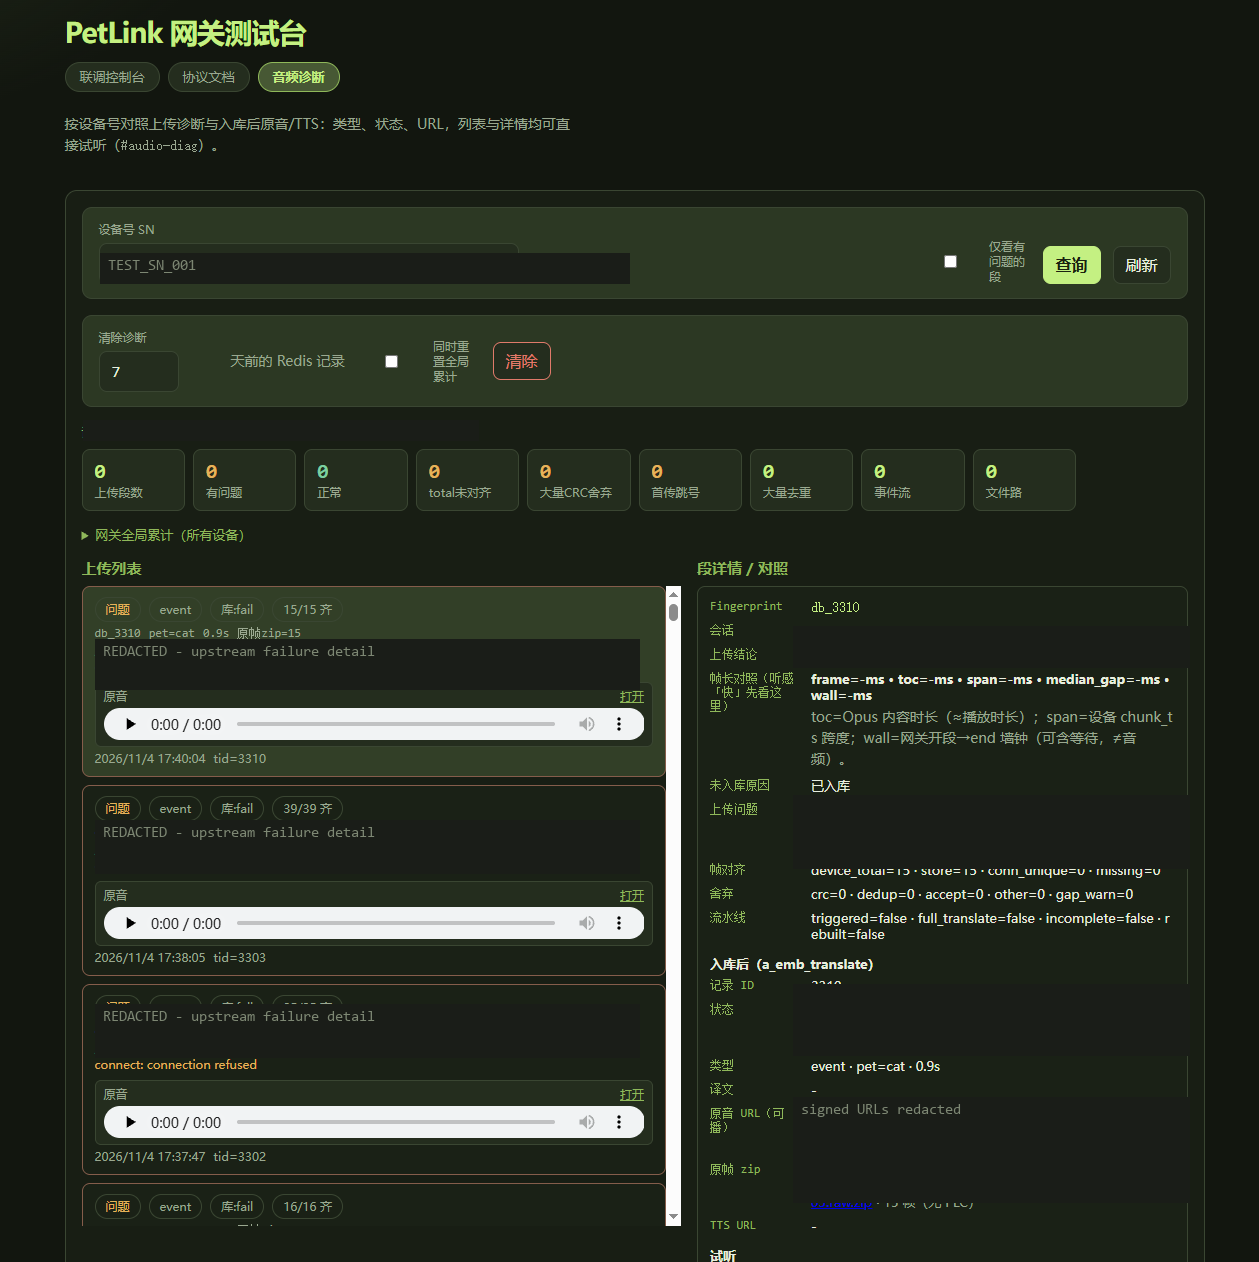 PetLink 网关测试台
联调控制台 协议文档 音频诊断
按设备号对照上传诊断与入库后原音/TTS：类型、状态、URL，列表与详情均可直
接试听（#audio-diag）。
设备号 SN
TEST_SN_001
仅看有
问题的
段
查询 刷新
清除诊断
7
天前的 Redis 记录
同时重
置全局
累计
清除
0 0 0 0 0 0 0 0 0
上传段数 有问题 正常 total未对齐 大量CRC舍弃 首传跳号 大量去重 事件流 文件路
▶ 网关全局累计（所有设备）
上传列表
问题 event 库:fail 15/15 齐
db_3310 pet=cat 0.9s 原帧zip=15
REDACTED - upstream failure detail
原音 打开
0:00 / 0:00
2026/11/4 17:40:04 tid=3310
问题 event 库:fail 39/39 齐
REDACTED - upstream failure detail
原音 打开
0:00 / 0:00
2026/11/4 17:38:05 tid=3303
REDACTED - upstream failure detail
connect: connection refused
原音 打开
0:00 / 0:00
2026/11/4 17:37:47 tid=3302
问题 event 库:fail 16/16 齐
段详情 / 对照
Fingerprint db_3310
会话
上传结论
帧长对照（听感
「快」先看这
里）
frame=-ms • toc=-ms • span=-ms • median_gap=-ms •
wall=-ms
toc=Opus 内容时长（≈播放时长）；span=设备 chunk_t
s 跨度；wall=网关开段→end 墙钟（可含等待，≠音
频）。
未入库原因 已入库
上传问题
帧对齐 device_total=15 · store=15 · conn_unique=0 · missing=0
舍弃 crc=0 · dedup=0 · accept=0 · other=0 · gap_warn=0
流水线 triggered=false · full_translate=false · incomplete=false · r
ebuilt=false
入库后（a_emb_translate）
记录 ID 3310
状态
类型 event · pet=cat · 0.9s
译文 -
原音 URL（可
播）
signed URLs redacted
原帧 zip
TTS URL -
试听